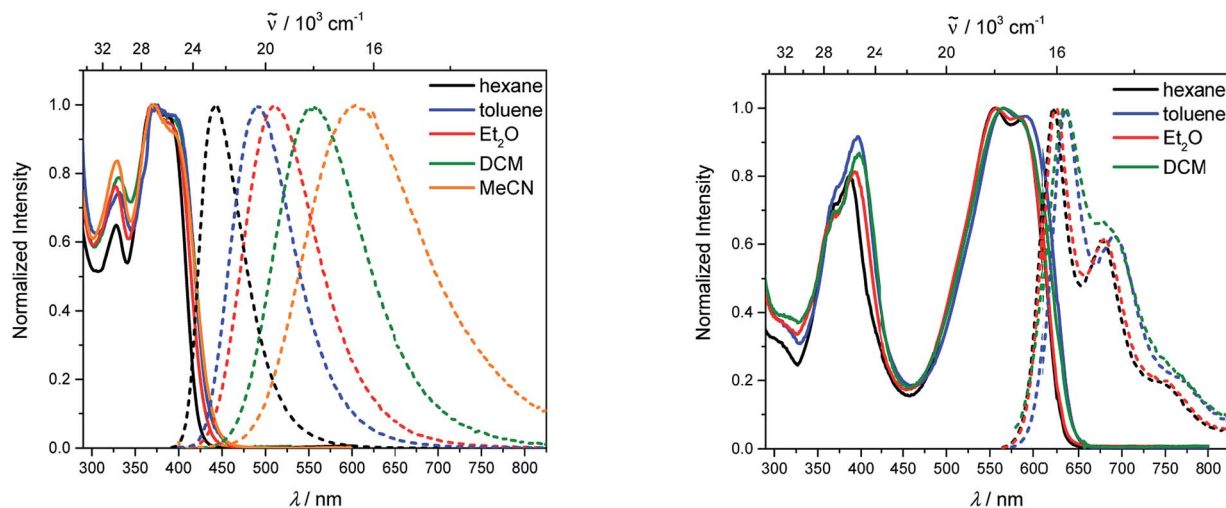 ṽ / 10³ cm⁻¹
32 28 24 20 16
Normalized Intensity
1.0
0.8
0.6
0.4
0.2
0.0
hexane
toluene
Et₂O
DCM
MeCN
300 350 400 450 500 550 600 650 700 750 800
λ / nm
ṽ / 10³ cm⁻¹
32 28 24 20 16
Normalized Intensity
1.0
0.8
0.6
0.4
0.2
0.0
hexane
toluene
Et₂O
DCM
300 350 400 450 500 550 600 650 700 750 800
λ / nm